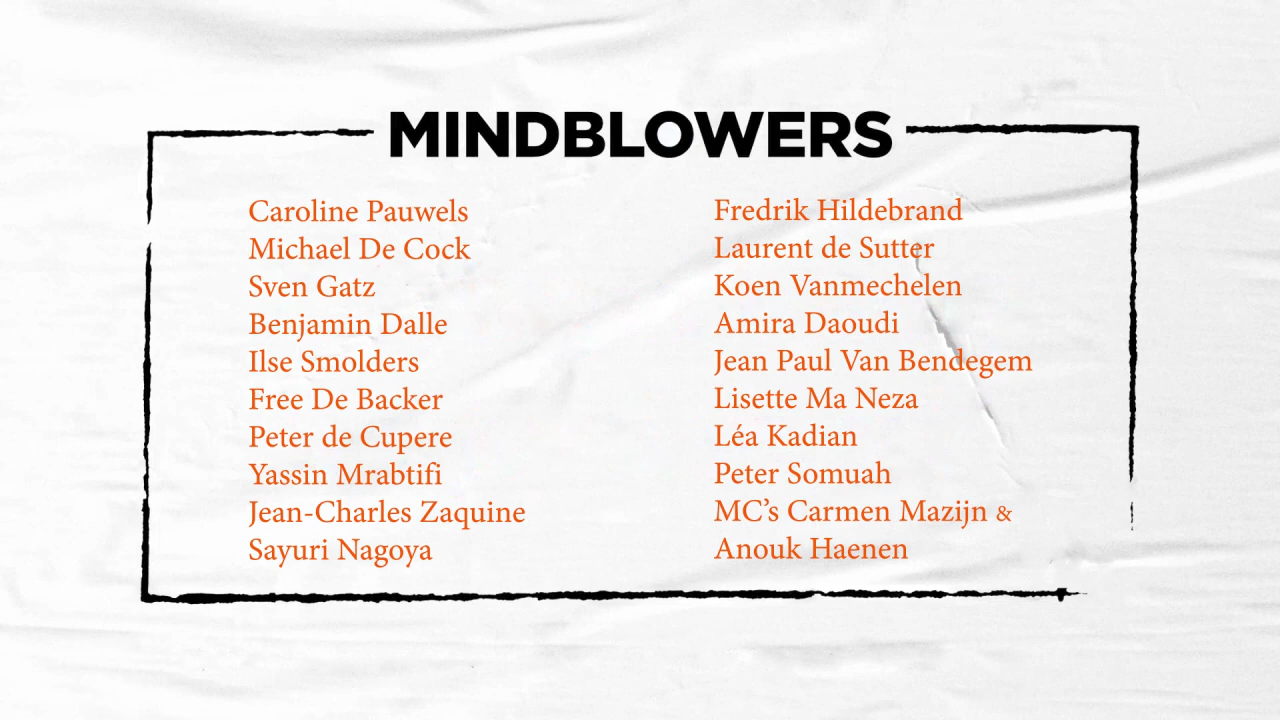 MINDBLOWERS
Caroline Pauwels
Michael De Cock
Sven Gatz
Benjamin Dalle
Ilse Smolders
Free De Backer
Peter de Cupere
Yassin Mrabtifi
Jean-Charles Zaquine
Sayuri Nagoya
Fredrik Hildebrand
Laurent de Sutter
Koen Vanmechelen
Amira Daoudi
Jean Paul Van Bendegem
Lisette Ma Neza
Léa Kadian
Peter Somuah
MC’s Carmen Mazijn &
Anouk Haenen